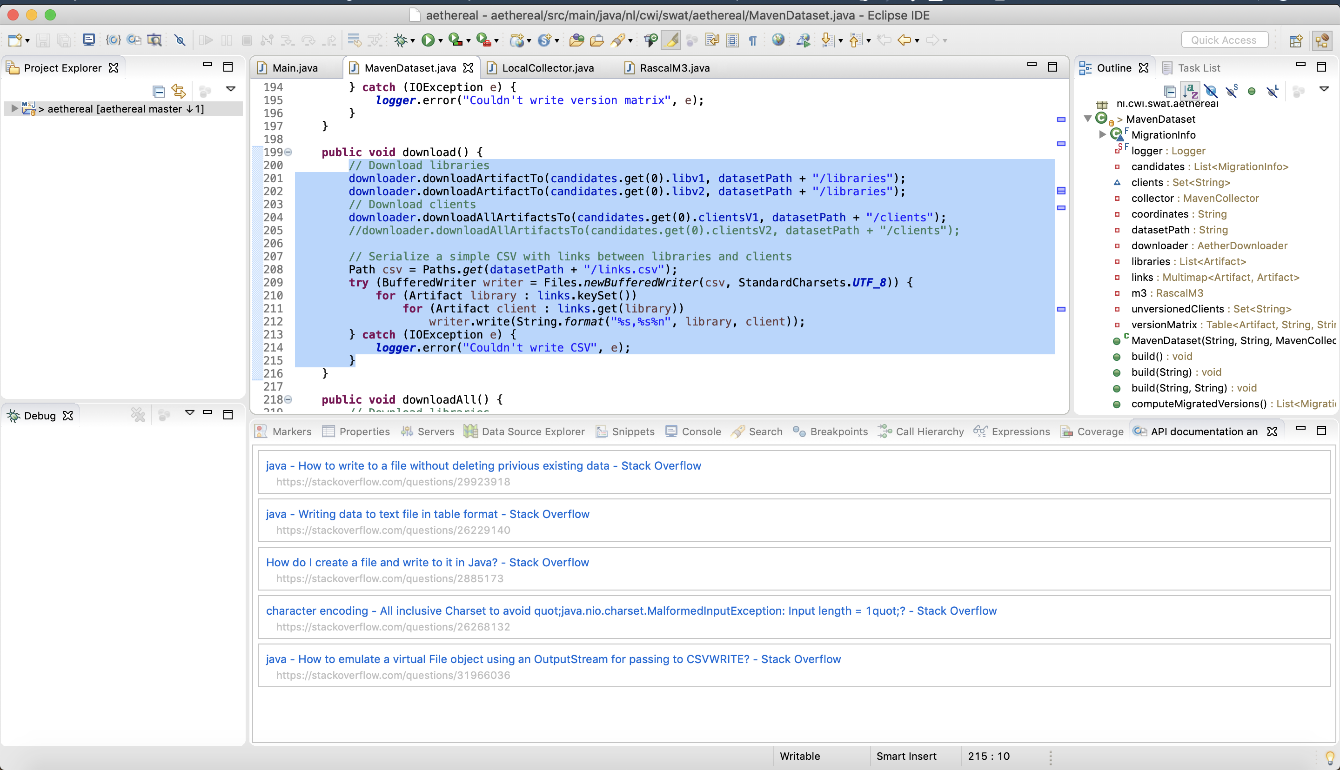 aethereal - aethereal/src/main/java/nl/cwi/swat/aethereal/MavenDataset.java - Eclipse IDE
Quick Access
Project Explorer
> aethereal [aethereal master ↓1]
Debug
Main.java
MavenDataset.java
LocalCollector.java
RascalM3.java
194 } catch (IOException e) {
195 logger.error("Couldn't write version matrix", e);
196 }
197 }
198
199 public void download() {
200 // Download libraries
201 downloader.downloadArtifactTo(candidates.get(0).libv1, datasetPath + "/libraries");
202 downloader.downloadArtifactTo(candidates.get(0).libv2, datasetPath + "/libraries");
203 // Download clients
204 downloader.downloadAllArtifactsTo(candidates.get(0).clientsV1, datasetPath + "/clients");
205 //downloader.downloadAllArtifactsTo(candidates.get(0).clientsV2, datasetPath + "/clients");
206
207 // Serialize a simple CSV with links between libraries and clients
208 Path csv = Paths.get(datasetPath + "/links.csv");
209 try (BufferedWriter writer = Files.newBufferedWriter(csv, StandardCharsets.UTF_8)) {
210 for (Artifact library : links.keySet())
211 for (Artifact client : links.get(library))
212 writer.write(String.format("%s,%s%n", library, client));
213 } catch (IOException e) {
214 logger.error("Couldn't write CSV", e);
215 }
216 }
217
218 public void downloadAll() {
219 // Download libraries
Outline
Task List
nl.cwi.swat.aethereal
> MavenDataset
MigrationInfo
logger : Logger
candidates : List<MigrationInfo>
clients : Set<String>
collector : MavenCollector
coordinates : String
datasetPath : String
downloader : AetherDownloader
libraries : List<Artifact>
links : Multimap<Artifact, Artifact>
m3 : RascalM3
unversionedClients : Set<String>
versionMatrix : Table<Artifact, String, Strin
MavenDataset(String, String, MavenCollec
build() : void
build(String) : void
build(String, String) : void
computeMigratedVersions() : List<Migratio
Markers
Properties
Servers
Data Source Explorer
Snippets
Console
Search
Breakpoints
Call Hierarchy
Expressions
Coverage
API documentation an
java - How to write to a file without deleting privious existing data - Stack Overflow
https://stackoverflow.com/questions/29923918
java - Writing data to text file in table format - Stack Overflow
https://stackoverflow.com/questions/26229140
How do I create a file and write to it in Java? - Stack Overflow
https://stackoverflow.com/questions/2885173
character encoding - All inclusive Charset to avoid quot;java.nio.charset.MalformedInputException: Input length = 1quot;? - Stack Overflow
https://stackoverflow.com/questions/26268132
java - How to emulate a virtual File object using an OutputStream for passing to CSVWRITE? - Stack Overflow
https://stackoverflow.com/questions/31966036
Writable
Smart Insert
215 : 10